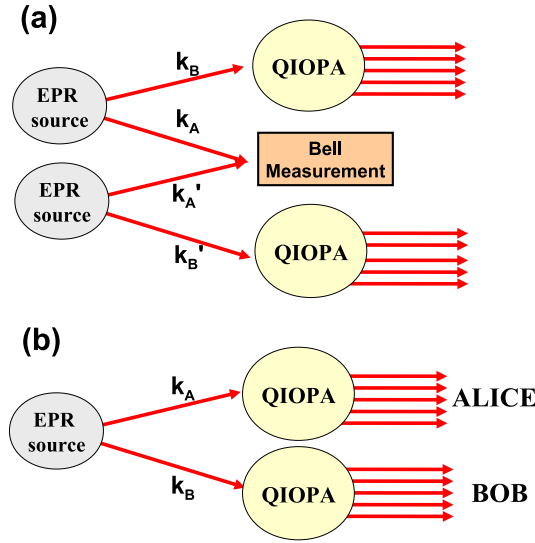 (a)
EPR
source
k_B
QIOPA
k_A
Bell
Measurement
EPR
source
k_A'
k_B'
QIOPA
(b)
EPR
source
k_A
QIOPA
ALICE
k_B
QIOPA
BOB